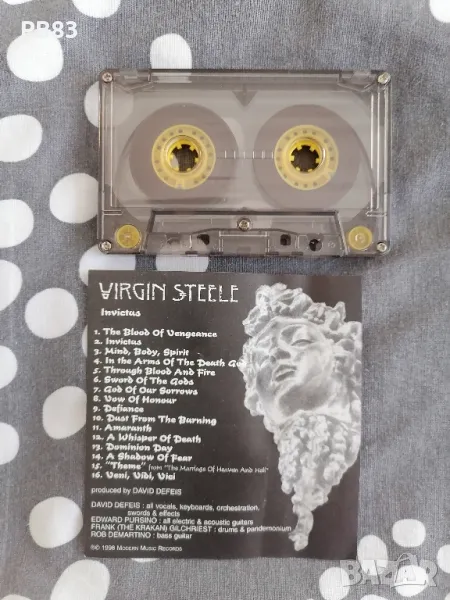 PP83
VIRGIN STEELE
Invictus
1. The Blood Of Vengeance
2. Invictus
3. Mind, Body, Spirit
4. In the Arms Of The Death God
5. Through Blood And Fire
6. Sword Of The Gods
7. God Of Our Sorrows
8. Vow Of Honour
9. Defiance
10. Dust From The Burning
11. Amaranth
12. A Whisper Of Death
13. Dominion Day
14. A Shadow Of Fear
15. "Theme" from "The Marriage Of Heaven And Hell"
16. Veni, Vidi, Vici
produced by DAVID DEFEIS
DAVID DEFEIS : all vocals, keyboards, orchestration,
swords & effects
EDWARD PURSINO : all electric & acoustic guitars
FRANK (THE KRAKAN) GILCHRIEST : drums & pandemonium
ROB DEMARTINO : bass guitar
©℗ 1998 MODERN MUSIC RECORDS
BAZAR